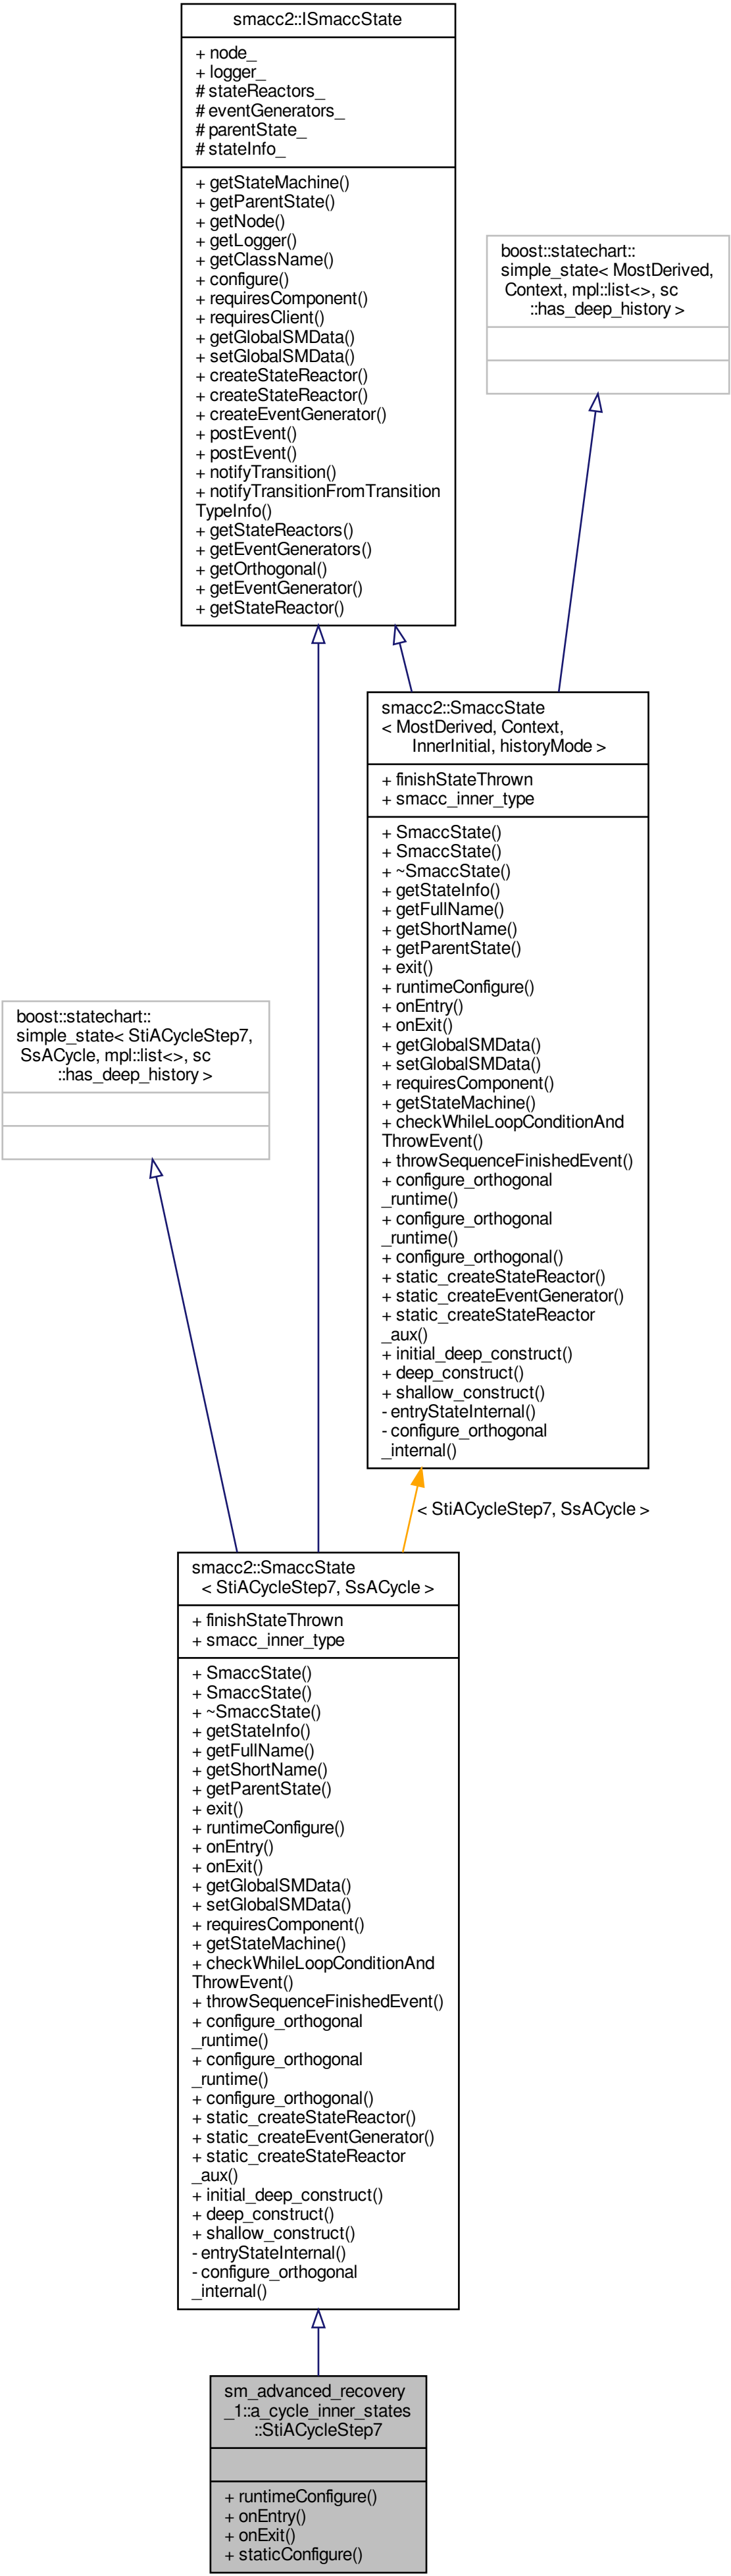 smacc2::ISmaccState
+ node_
+ logger_
# stateReactors_
# eventGenerators_
# parentState_
# stateInfo_
+ getStateMachine()
+ getParentState()
+ getNode()
+ getLogger()
+ getClassName()
+ configure()
+ requiresComponent()
+ requiresClient()
+ getGlobalSMData()
+ setGlobalSMData()
+ createStateReactor()
+ createStateReactor()
+ createEventGenerator()
+ postEvent()
+ postEvent()
+ notifyTransition()
+ notifyTransitionFromTransition
TypeInfo()
+ getStateReactors()
+ getEventGenerators()
+ getOrthogonal()
+ getEventGenerator()
+ getStateReactor()
boost::statechart::
simple_state< MostDerived,
Context, mpl::list<>, sc
::has_deep_history >
smacc2::SmaccState
< MostDerived, Context,
InnerInitial, historyMode >
+ finishStateThrown
+ smacc_inner_type
+ SmaccState()
+ SmaccState()
+ ~SmaccState()
+ getStateInfo()
+ getFullName()
+ getShortName()
+ getParentState()
+ exit()
+ runtimeConfigure()
+ onEntry()
+ onExit()
+ getGlobalSMData()
+ setGlobalSMData()
+ requiresComponent()
+ getStateMachine()
+ checkWhileLoopConditionAnd
ThrowEvent()
+ throwSequenceFinishedEvent()
+ configure_orthogonal
_runtime()
+ configure_orthogonal
_runtime()
+ configure_orthogonal()
+ static_createStateReactor()
+ static_createEventGenerator()
+ static_createStateReactor
_aux()
+ initial_deep_construct()
+ deep_construct()
+ shallow_construct()
- entryStateInternal()
- configure_orthogonal
_internal()
boost::statechart::
simple_state< StiACycleStep7,
SsACycle, mpl::list<>, sc
::has_deep_history >
< StiACycleStep7, SsACycle >
smacc2::SmaccState
< StiACycleStep7, SsACycle >
+ finishStateThrown
+ smacc_inner_type
+ SmaccState()
+ SmaccState()
+ ~SmaccState()
+ getStateInfo()
+ getFullName()
+ getShortName()
+ getParentState()
+ exit()
+ runtimeConfigure()
+ onEntry()
+ onExit()
+ getGlobalSMData()
+ setGlobalSMData()
+ requiresComponent()
+ getStateMachine()
+ checkWhileLoopConditionAnd
ThrowEvent()
+ throwSequenceFinishedEvent()
+ configure_orthogonal
_runtime()
+ configure_orthogonal
_runtime()
+ configure_orthogonal()
+ static_createStateReactor()
+ static_createEventGenerator()
+ static_createStateReactor
_aux()
+ initial_deep_construct()
+ deep_construct()
+ shallow_construct()
- entryStateInternal()
- configure_orthogonal
_internal()
sm_advanced_recovery
_1::a_cycle_inner_states
::StiACycleStep7
+ runtimeConfigure()
+ onEntry()
+ onExit()
+ staticConfigure()